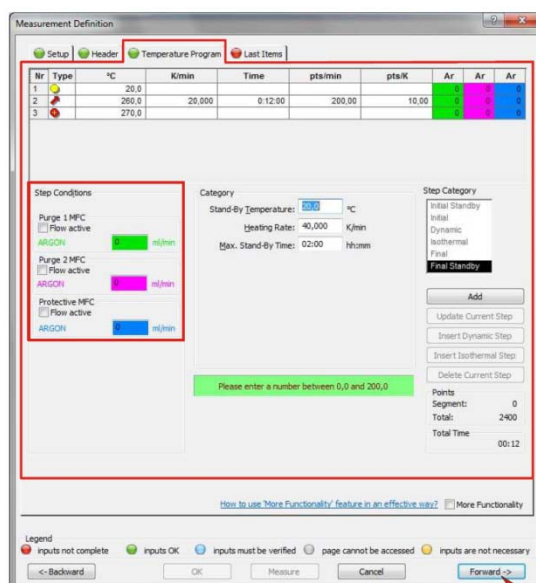 Measurement Definition
Setup Header Temperature Program Last Items
Nr Type °C K/min Time pts/min pts/K Ar Ar Ar
1 20,0 0 0 0
2 260,0 20,000 0:12:00 200,00 10,00 0 0 0
3 270,0 0 0 0
Step Conditions
Purge 1 MFC
Flow active
ARGON 0 ml/min
Purge 2 MFC
Flow active
ARGON 0 ml/min
Protective MFC
Flow active
ARGON 0 ml/min
Category
Stand-By Temperature: 20,0 °C
Heating Rate: 40,000 K/min
Max. Stand-By Time: 02:00 hh:mm
Please enter a number between 0,0 and 200,0
Step Category
Initial Standby
Initial
Dynamic
Isothermal
Final
Final Standby
Add
Update Current Step
Insert Dynamic Step
Insert Isothermal Step
Delete Current Step
Points
Segment: 0
Total: 2400
Total Time
00:12
How to use 'More Functionality' feature in an effective way? More Functionality
Legend
inputs not complete inputs OK inputs must be verified page cannot be accessed inputs are not necessary
<- Backward OK Measure Cancel Forward ->